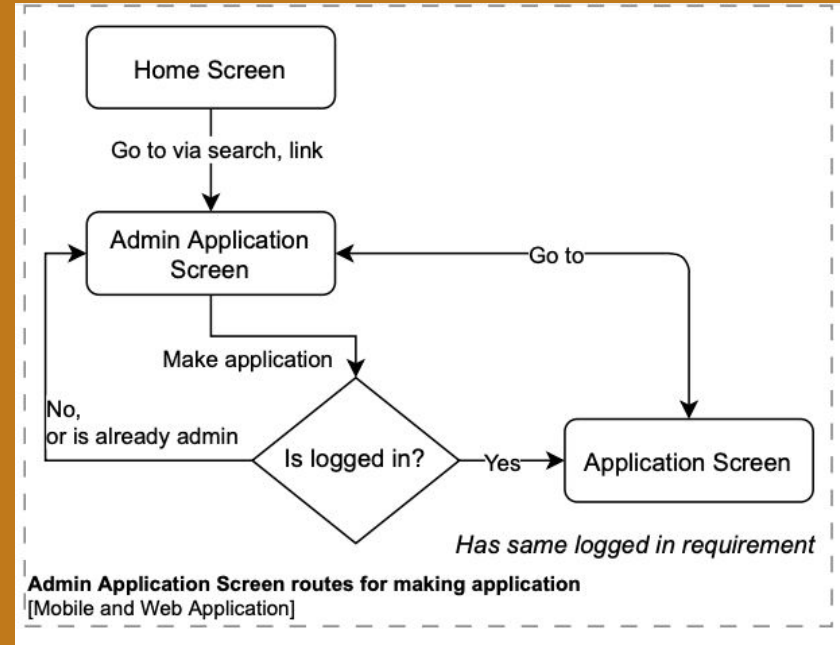 Home Screen
Go to via search, link
Admin Application
Screen
Go to
Make application
No,
or is already admin
Is logged in?
Yes
Application Screen
Has same logged in requirement
Admin Application Screen routes for making application
[Mobile and Web Application]